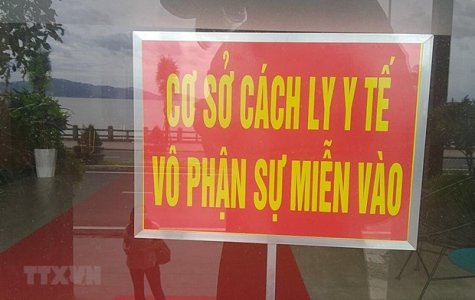 CƠ SỞ CÁCH LY Y TẾ
VÔ PHẬN SỰ MIỄN VÀO
TTXVN